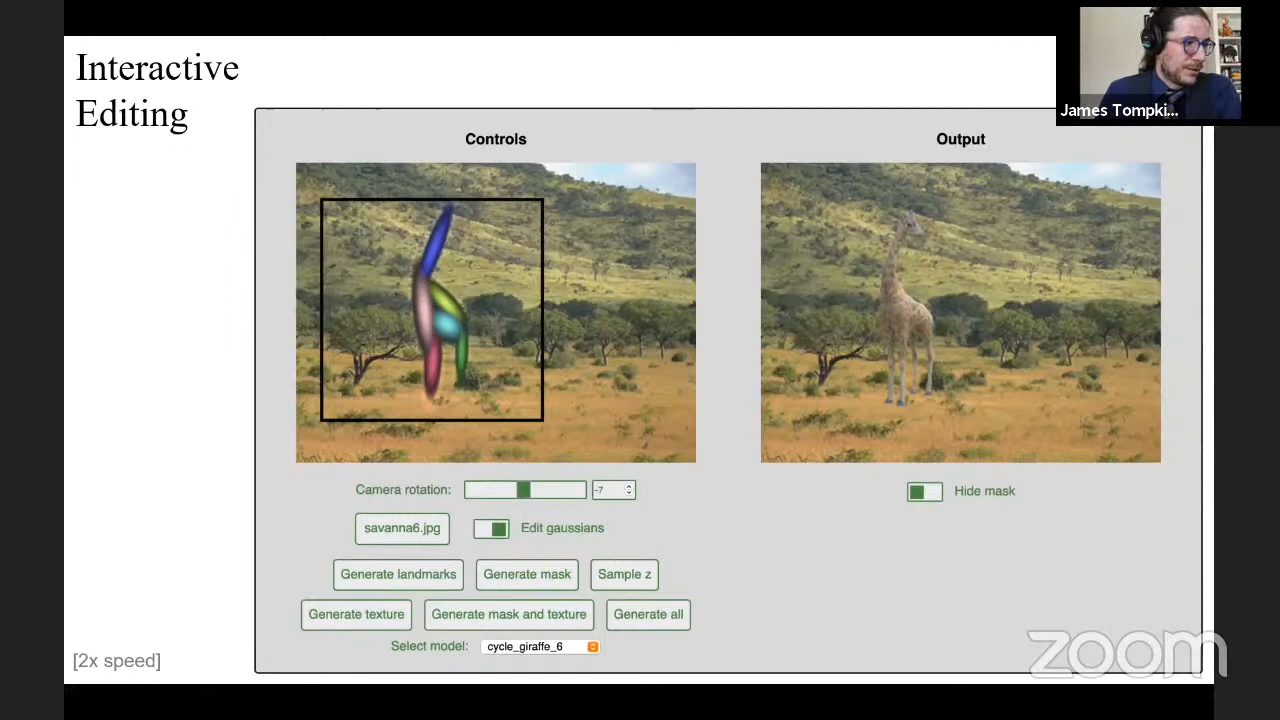 Interactive
Editing
James Tompki...
Controls
Output
Camera rotation:
-7
Hide mask
savanna6.jpg
Edit gaussians
Generate landmarks
Generate mask
Sample z
Generate texture
Generate mask and texture
Generate all
Select model:
cycle_giraffe_6
[2x speed]
zoom